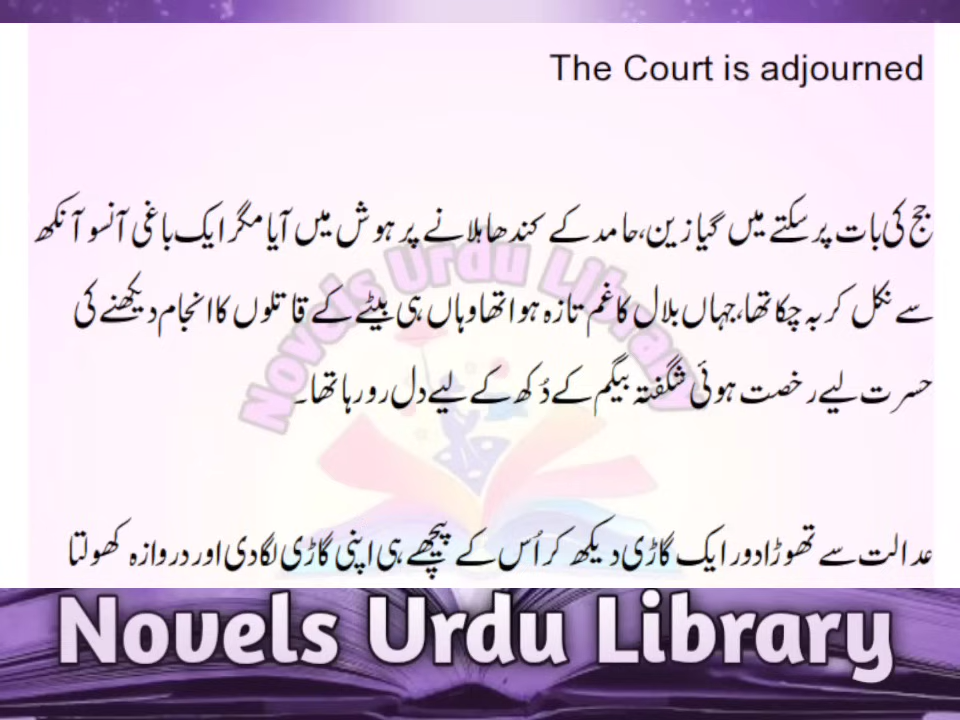 The Court is adjourned
جج کی بات پر سکتے میں گیا زین،حامد کے کندھا ہلانے پر ہوش میں آیا مگر ایک باغی آنسو آنکھ
سے نکل کر بہہ چکا تھا،جہاں بلال کا غم تازہ ہوا تھا وہاں ہی بیٹے کے قاتلوں کا انجام دیکھنے کی
حسرت لیے رخصت ہوئی شگفتہ بیگم کے دُکھ کے لیے دل رو رہا تھا۔
عدالت سے تھوڑا دور ایک گاڑی دیکھ کر اُس کے پیچھے ہی اپنی گاڑی لگا دی اور دروازہ کھولتا
Novels Urdu Library
Novels Urdu Library